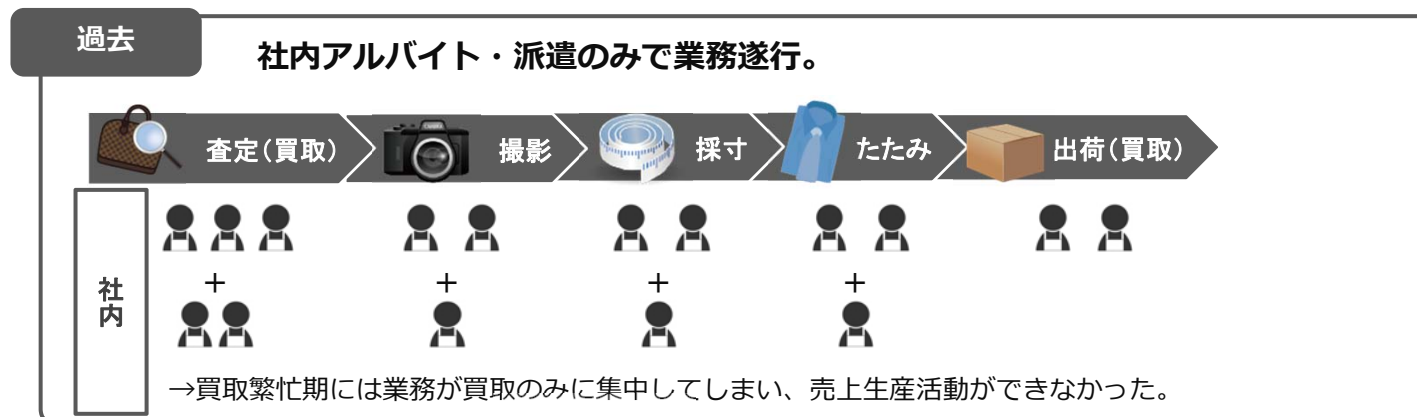 過去
社内アルバイト・派遣のみで業務遂行。
査定(買取)
撮影
採寸
たたみ
出荷(買取)
社内
+
+
+
+
→買取繁忙期には業務が買取のみに集中してしまい、売上生産活動ができなかった。